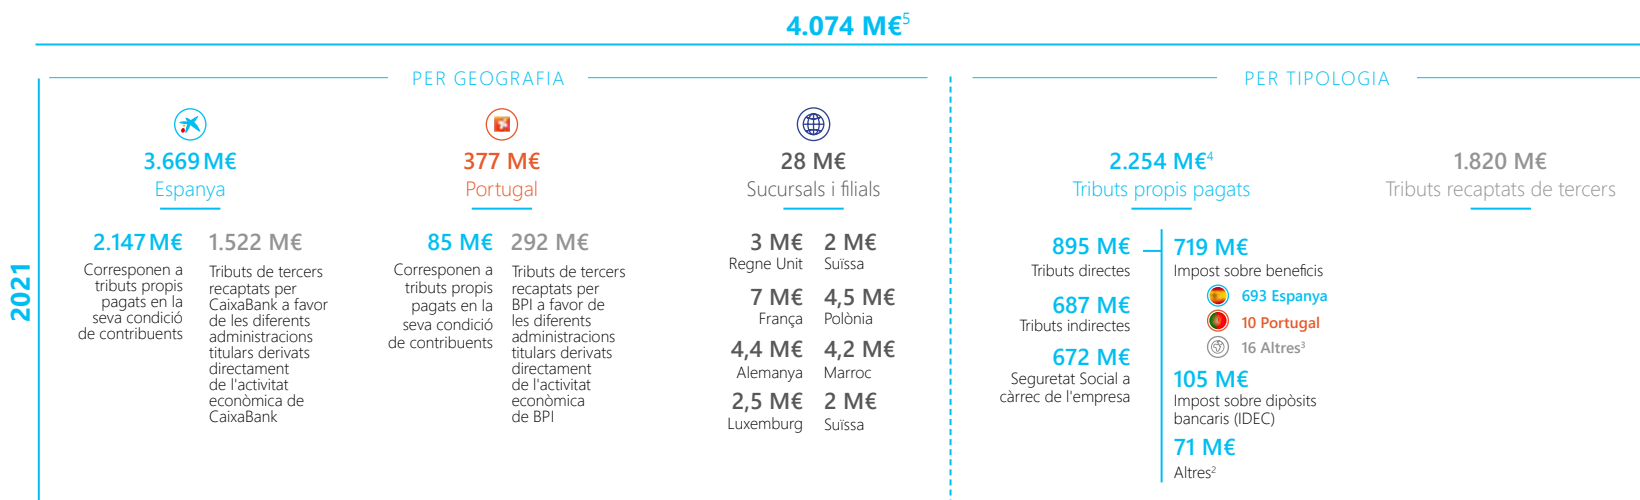 4.074 M€5
2021
PER GEOGRAFIA
3.669 M€
Espanya
2.147 M€
Corresponen a
tributs propis
pagats en la
seva condició
de contribuents
1.522 M€
Tributs de tercers
recaptats per
CaixaBank a favor
de les diferents
administracions
titulars derivats
directament
de l'activitat
econòmica de
CaixaBank
377 M€
Portugal
85 M€
Corresponen a
tributs propis
pagats en la
seva condició
de contribuents
292 M€
Tributs de tercers
recaptats per
BPI a favor de
les diferents
administracions
titulars derivats
directament
de l'activitat
econòmica
de BPI
28 M€
Sucursals i filials
3 M€ 2 M€
Regne Unit Suïssa
7 M€ 4,5 M€
França Polònia
4,4 M€ 4,2 M€
Alemanya Marroc
2,5 M€ 2 M€
Luxemburg Suïssa
PER TIPOLOGIA
2.254 M€4
Tributs propis pagats
895 M€
Tributs directes
687 M€
Tributs indirectes
672 M€
Seguretat Social a
càrrec de l'empresa
719 M€
Impost sobre beneficis
693 Espanya
10 Portugal
16 Altres3
105 M€
Impost sobre dipòsits
bancaris (IDEC)
71 M€
Altres2
1.820 M€
Tributs recaptats de tercers